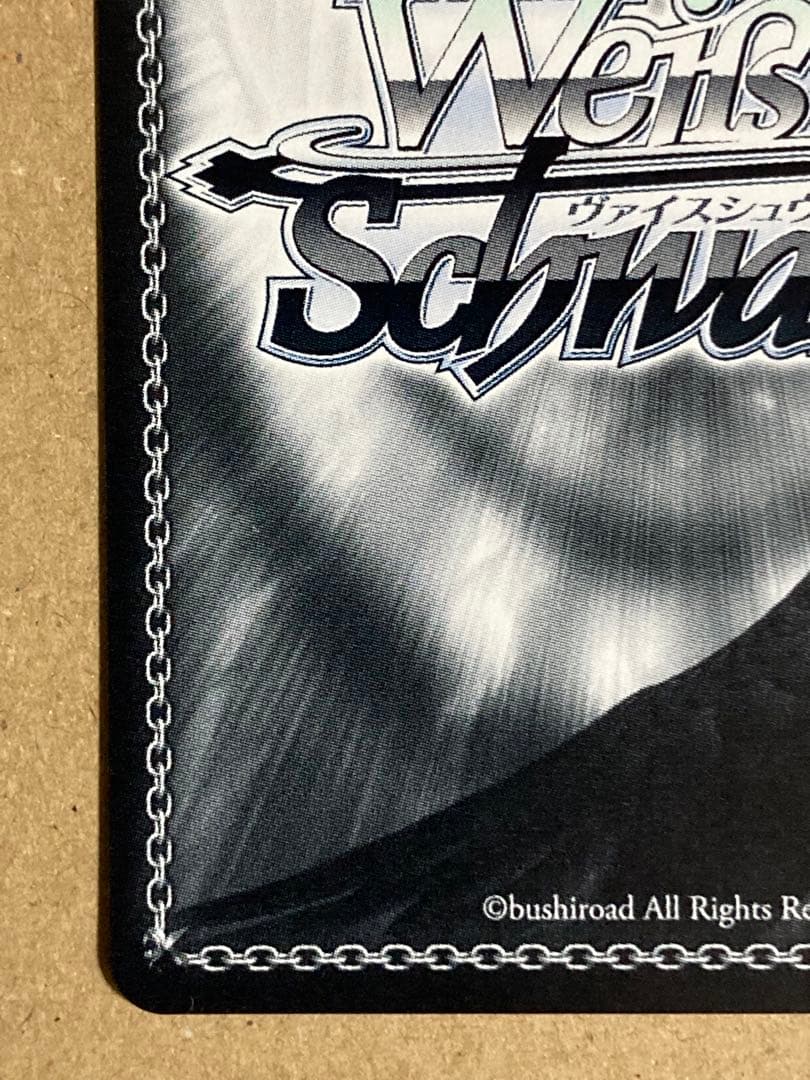 Weiß
ヴァイスシュヴ
Schwa
©bushiroad All Rights Re